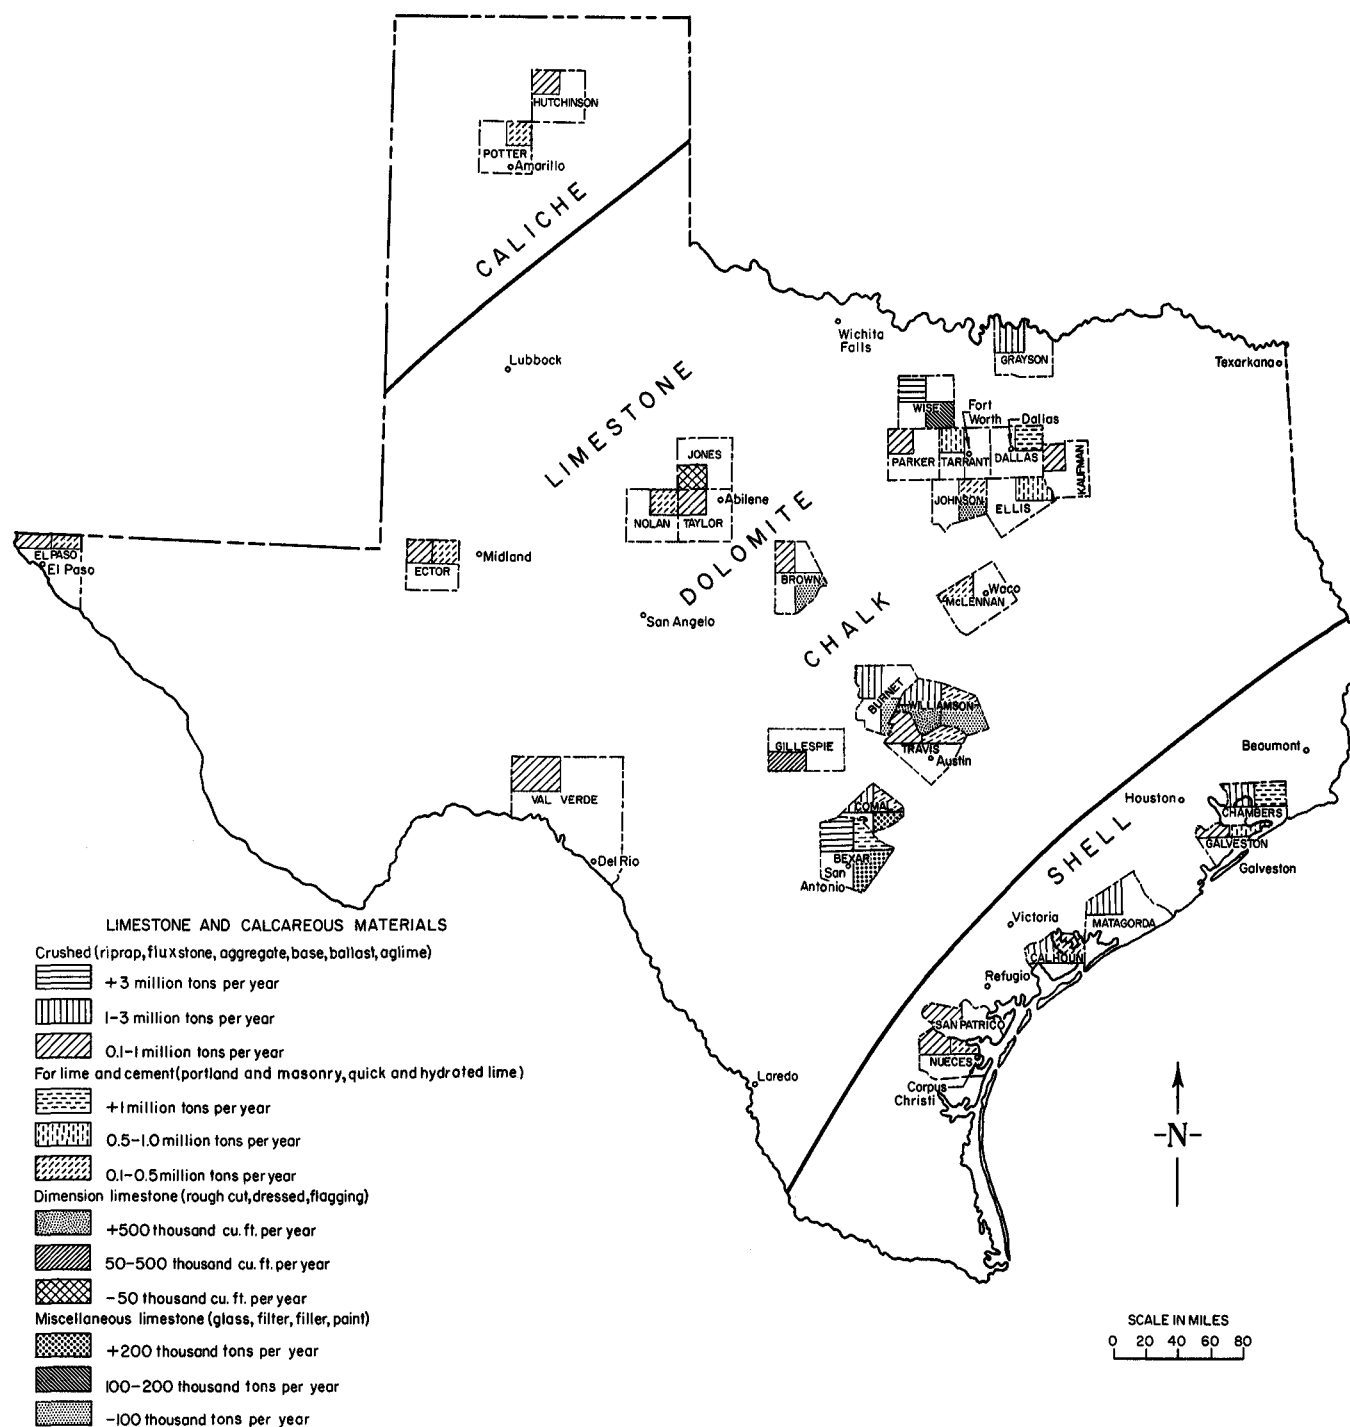 HUTCHINSON
POTTER
Amarillo
CALICHE
Lubbock
Wichita
Falls
GRAYSON
Texarkana
LIMESTONE
WISE
Fort
Worth
Dallas
PARKER
TARRANT
DALLAS
KAUFMAN
JONES
Abilene
NOLAN
TAYLOR
JOHNSON
ELLIS
EL PASO
El Paso
ECTOR
Midland
DOLOMITE
BROWN
Waco
McLENNAN
San Angelo
CHALK
BURNET
WILLIAMSON
GILLESPIE
TRAVIS
Austin
Beaumont
VAL VERDE
COMAL
Houston
CHAMBERS
SHELL
GALVESTON
Galveston
Del Rio
BEXAR
San
Antonio
Victoria
MATAGORDA
CALHOUN
Refugio
SAN PATRICO
NUECES
Corpus
Christi
Laredo
-N-
LIMESTONE AND CALCAREOUS MATERIALS
Crushed (riprap, fluxstone, aggregate, base, ballast, aglime)
+3 million tons per year
1-3 million tons per year
0.1-1 million tons per year
For lime and cement (portland and masonry, quick and hydrated lime)
+1 million tons per year
0.5-1.0 million tons per year
0.1-0.5 million tons per year
Dimension limestone (rough cut, dressed, flagging)
+500 thousand cu. ft. per year
50-500 thousand cu. ft. per year
-50 thousand cu. ft. per year
Miscellaneous limestone (glass, filter, filler, paint)
+200 thousand tons per year
100-200 thousand tons per year
-100 thousand tons per year
SCALE IN MILES
0 20 40 60 80